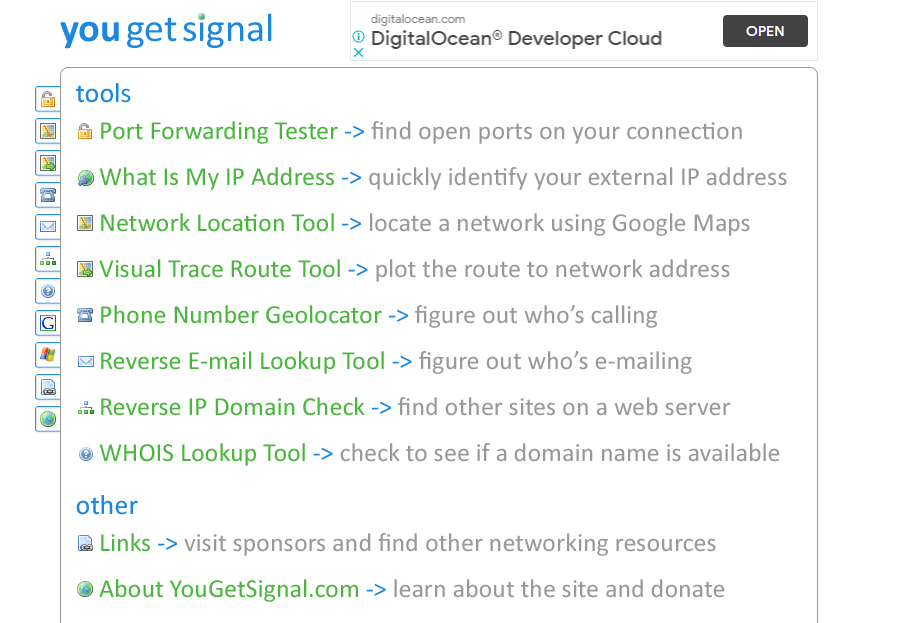 you get signal
digitalocean.com
DigitalOcean® Developer Cloud
OPEN
tools
Port Forwarding Tester -> find open ports on your connection
What Is My IP Address -> quickly identify your external IP address
Network Location Tool -> locate a network using Google Maps
Visual Trace Route Tool -> plot the route to network address
Phone Number Geolocator -> figure out who’s calling
Reverse E-mail Lookup Tool -> figure out who’s e-mailing
Reverse IP Domain Check -> find other sites on a web server
WHOIS Lookup Tool -> check to see if a domain name is available
G
other
Links -> visit sponsors and find other networking resources
About YouGetSignal.com -> learn about the site and donate